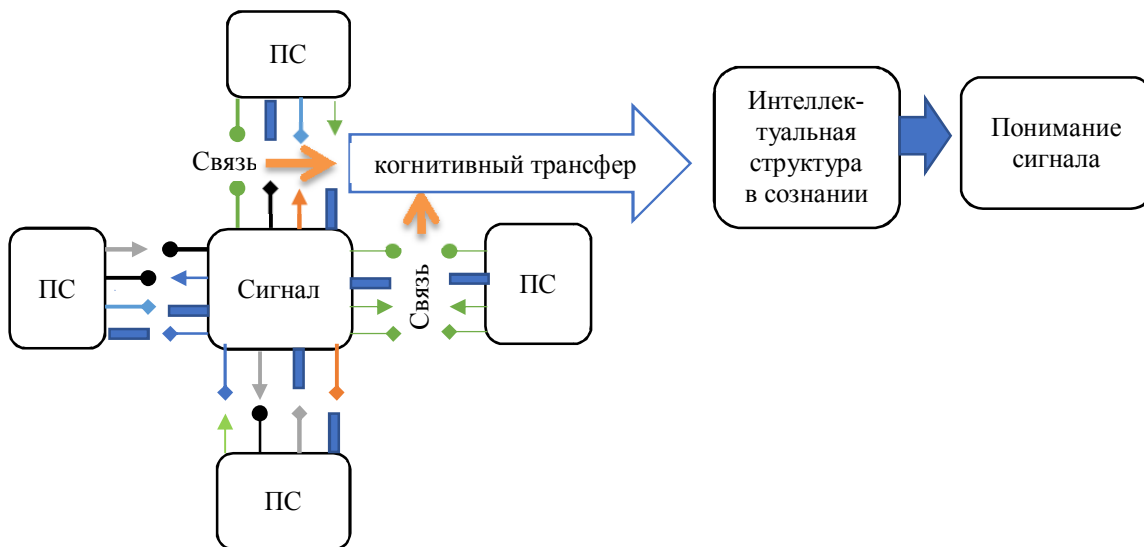 ПС
Связь
когнитивный трансфер
Интеллек-
туальная
структура
в сознании
Понимание
сигнала
ПС
Сигнал
Связь
ПС
ПС